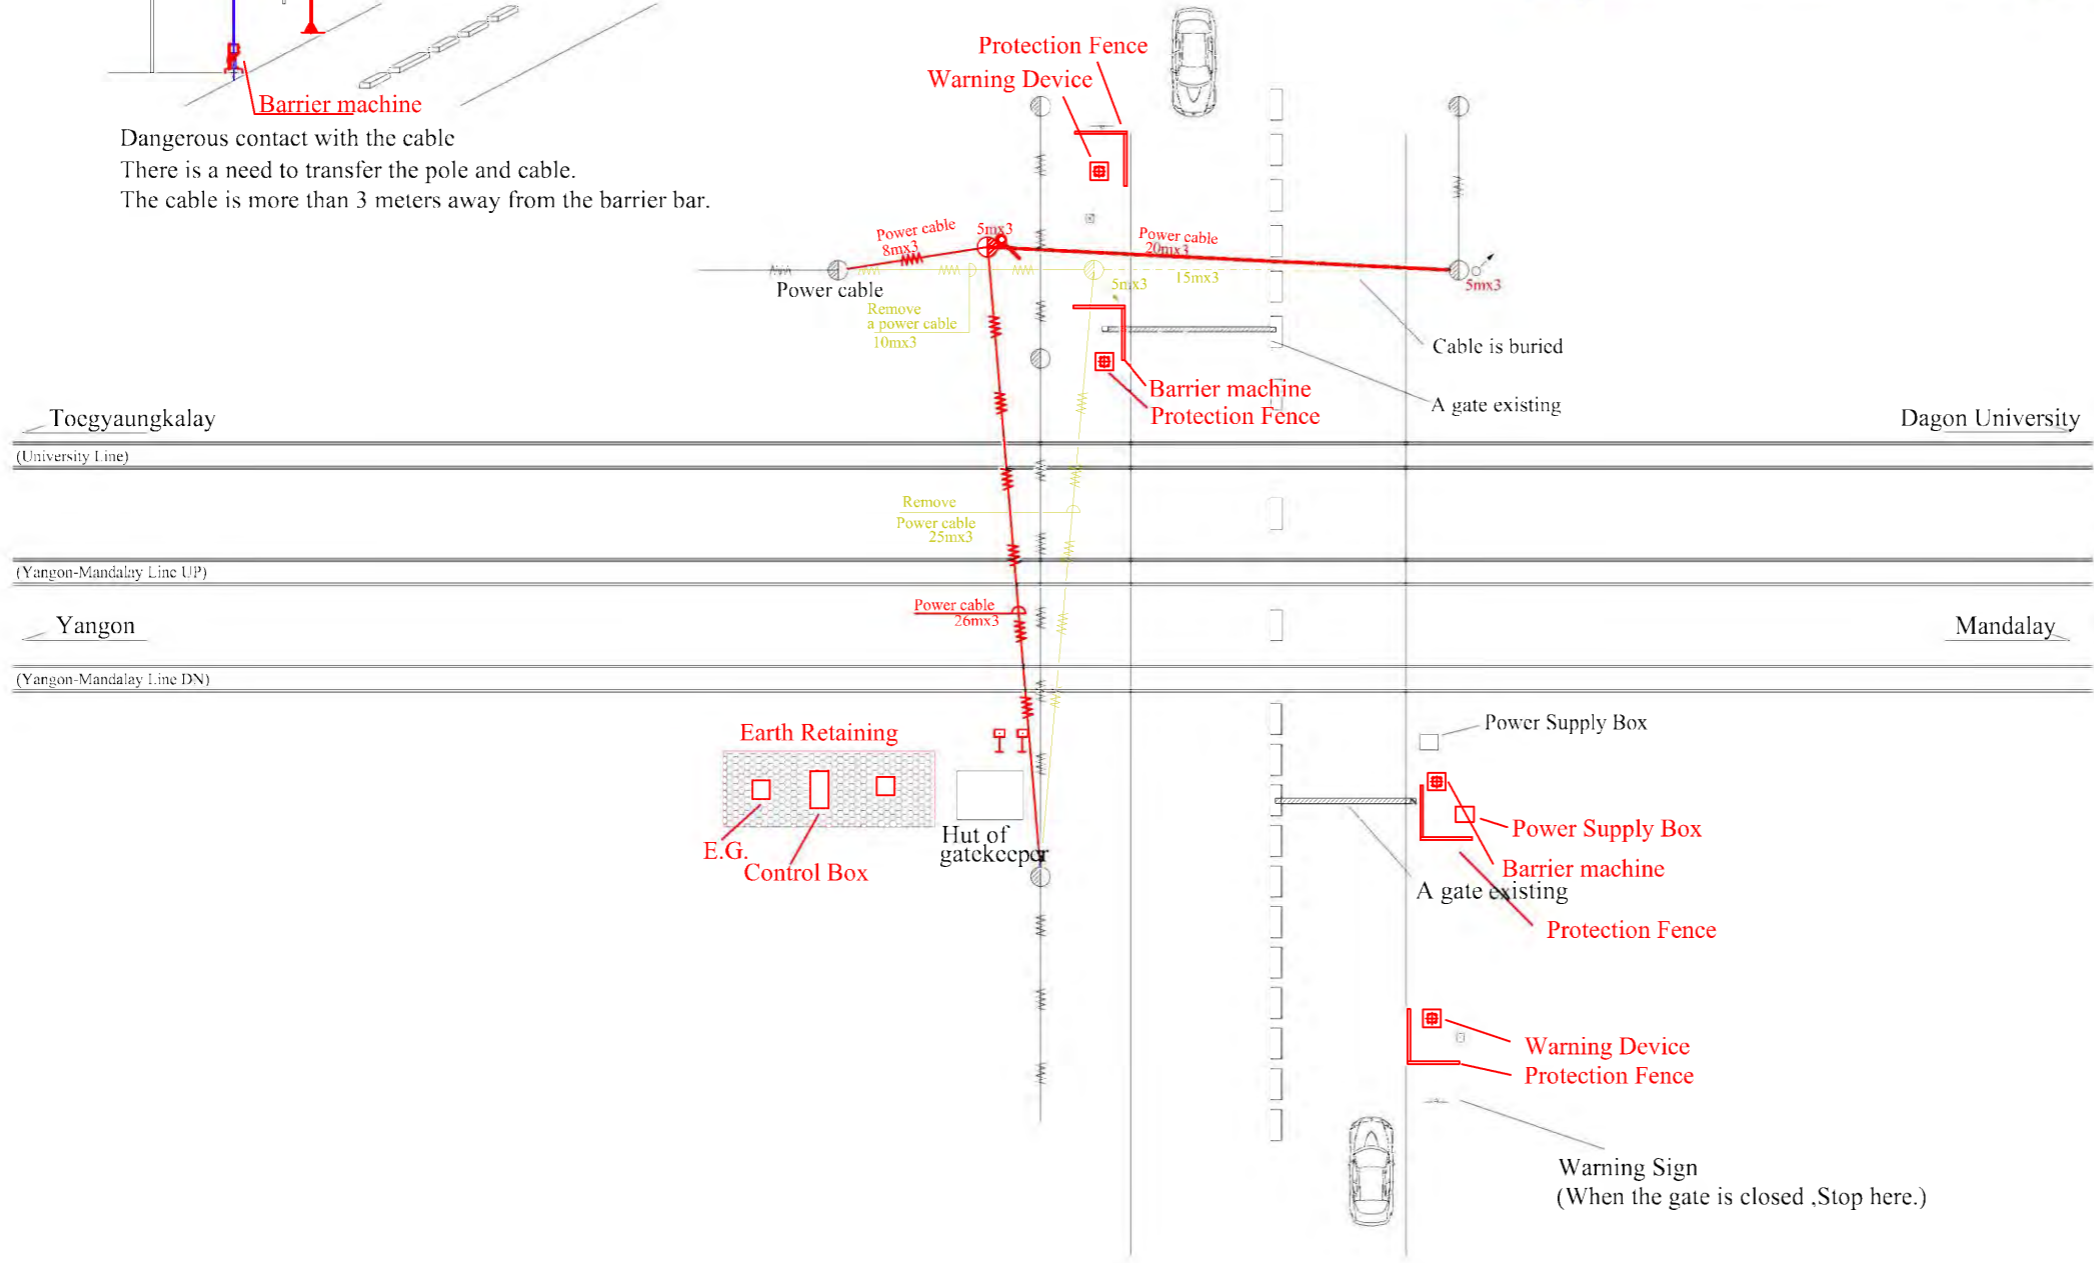 Barrier machine
Dangerous contact with the cable
There is a need to transfer the pole and cable.
The cable is more than 3 meters away from the barrier bar.
Protection Fence
Warning Device
Power cable
8mx3
5mx3
Power cable
20mx3
15mx3
5mx3
5mx3
Power cable
Remove
a power cable
10mx3
Cable is buried
Barrier machine
Protection Fence
A gate existing
Tocgyaungkalay
Dagon University
(University Line)
Remove
Power cable
25mx3
(Yangon-Mandalay Line UP)
Power cable
26mx3
Yangon
Mandalay
(Yangon-Mandalay Line DN)
Earth Retaining
Power Supply Box
E.G.
Control Box
Hut of
gatekeeper
Power Supply Box
Barrier machine
A gate existing
Protection Fence
Warning Device
Protection Fence
Warning Sign
(When the gate is closed ,Stop here.)